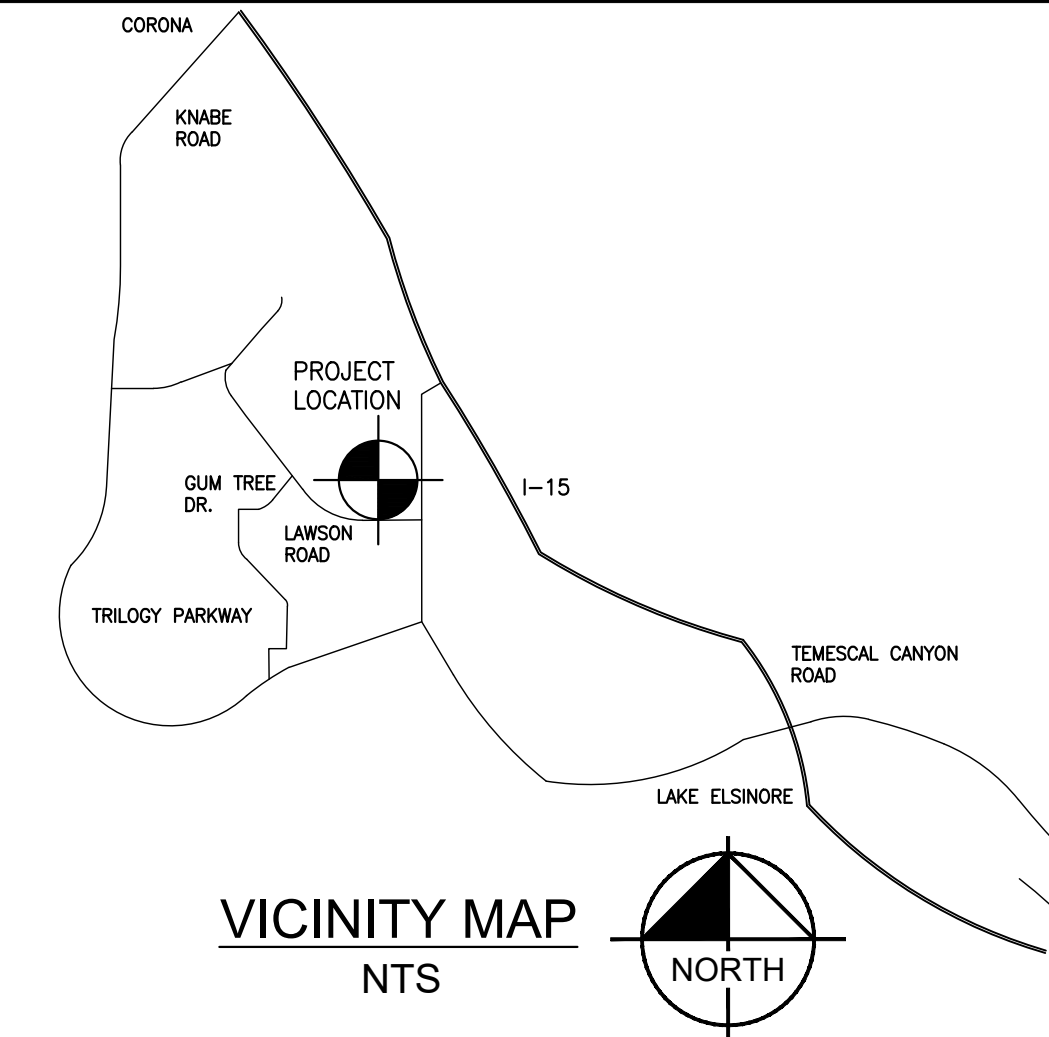 CORONA
KNABE
ROAD
PROJECT
LOCATION
GUM TREE
DR.
I-15
LAWSON
ROAD
TRILOGY PARKWAY
TEMESCAL CANYON
ROAD
LAKE ELSINORE
VICINITY MAP
NTS
NORTH